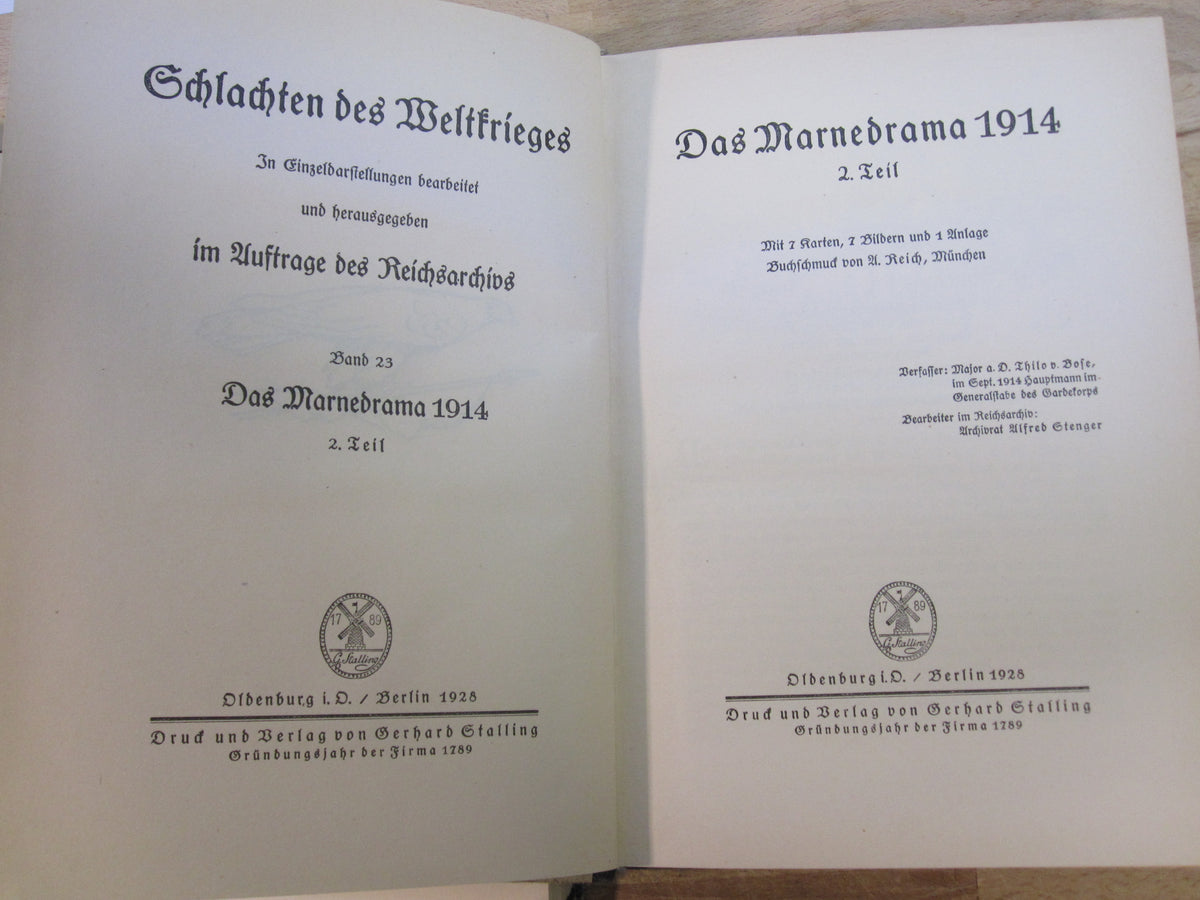 Schlachten des Weltkrieges
In Einzeldarstellungen bearbeitet
und herausgegeben
im Auftrage des Reichsarchivs
Band 23
Das Marnedrama 1914
2. Teil
17 89
G. Stalling
Oldenburg i. O. / Berlin 1928
Druck und Verlag von Gerhard Stalling
Gründungsjahr der Firma 1789
Das Marnedrama 1914
2. Teil
Mit 7 Karten, 7 Bildern und 1 Anlage
Buchschmuck von A. Reich, München
Verfasser: Major a. D. Thilo v. Bose,
im Sept. 1914 Hauptmann im
Generalstabe des Gardekorps
Bearbeiter im Reichsarchiv:
Archivrat Alfred Stenger
17 89
G. Stalling
Oldenburg i. O. / Berlin 1928
Druck und Verlag von Gerhard Stalling
Gründungsjahr der Firma 1789